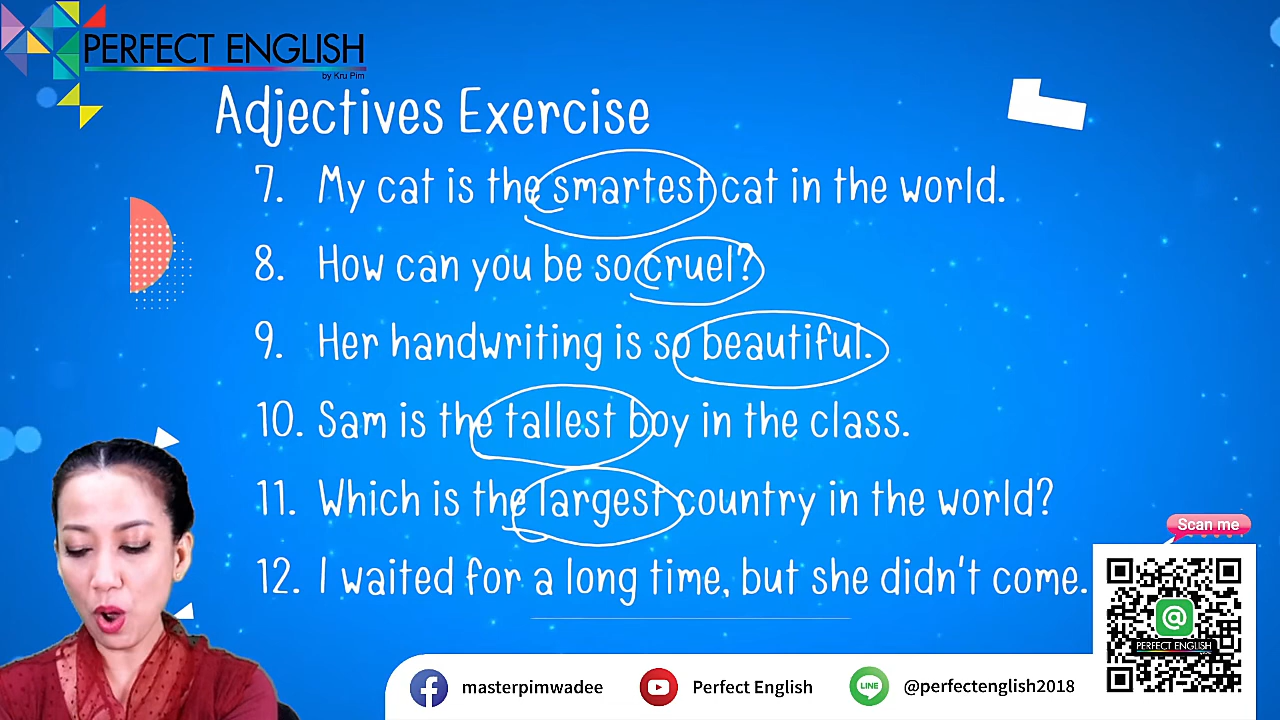 PERFECT ENGLISH
by Kru Pim
Adjectives Exercise
7. My cat is the smartest cat in the world.
8. How can you be so cruel?
9. Her handwriting is so beautiful.
10. Sam is the tallest boy in the class.
11. Which is the largest country in the world?
12. I waited for a long time, but she didn't come.
Scan me
@
PERFECT ENGLISH
f masterpimwadee
Perfect English
LINE @perfectenglish2018